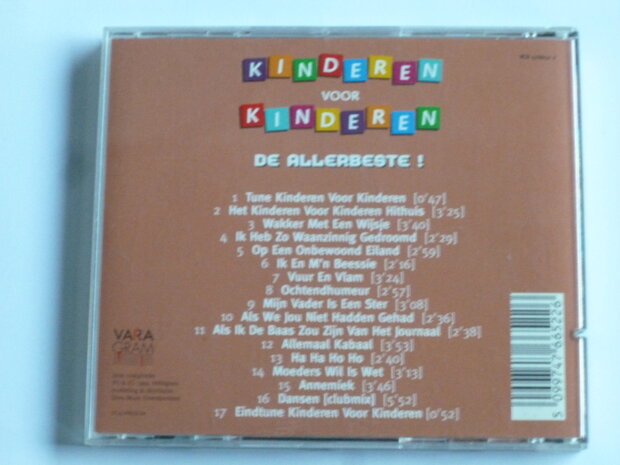 KINDEREN
VOOR
KINDEREN
DE ALLERBESTE !
1 Tune Kinderen Voor Kinderen [0'47]
2 Het Kinderen Voor Kinderen Hithuis [3'25]
3 Wakker Met Een Wijsje [3'40]
4 Ik Heb Zo Waanzinnig Gedroomd [2'29]
5 Op Een Onbewoond Eiland [2'59]
6 Ik En M'n Beessie [2'16]
7 Vuur En Vlam [3'24]
8 Ochtendhumeur [2'57]
9 Mijn Vader Is Een Ster [3'08]
10 Als We Jou Niet Hadden Gehad [2'36]
11 Als Ik De Baas Zou Zijn Van Het Journaal [2'38]
12 Allemaal Kabaal [3'53]
13 Ha Ha Ho Ho [2'40]
14 Moeders Wil Is Wet [3'13]
15 Annemiek [3'46]
16 Dansen [clubmix] [5'52]
17 Eindtune Kinderen Voor Kinderen [0'52]
VARA
GRAM
5 099747 665226